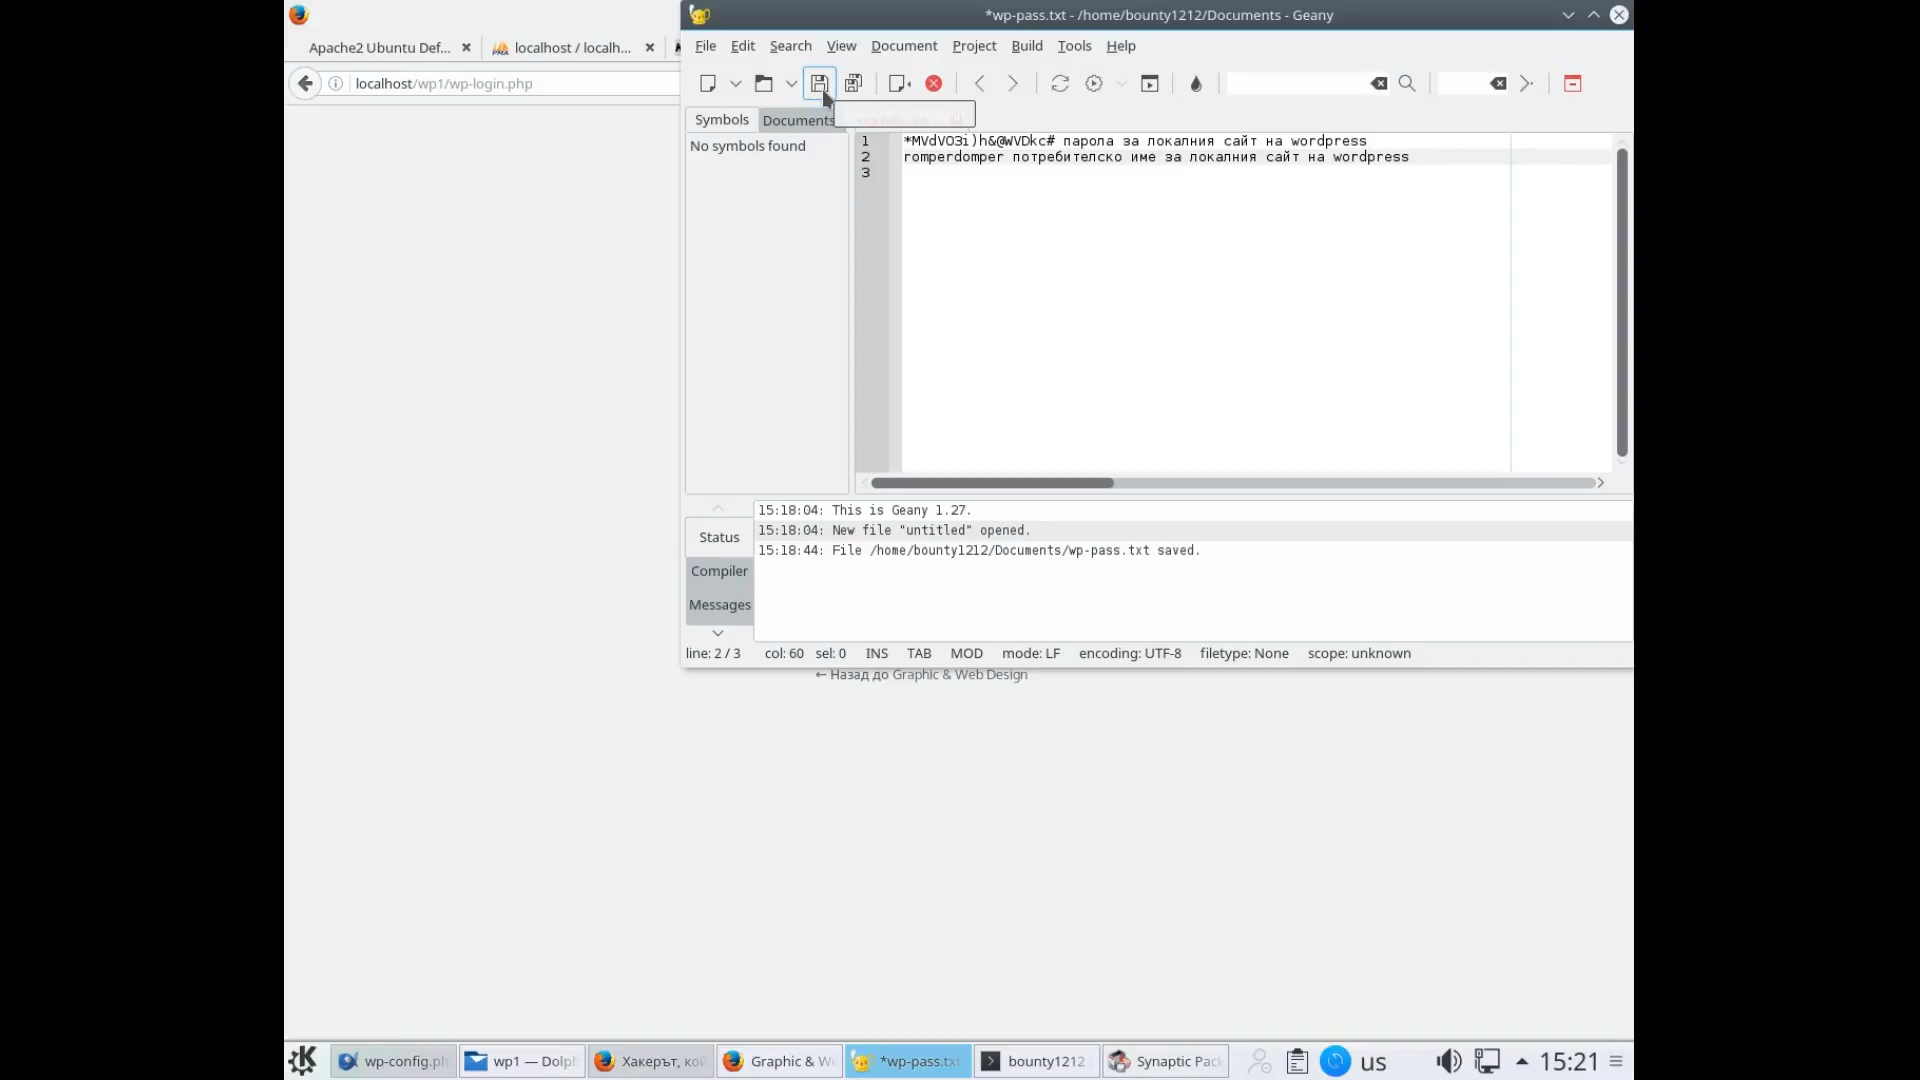 *wp-pass.txt - /home/bounty1212/Documents - Geany
Apache2 Ubuntu Def...
localhost / localh...
localhost/wp1/wp-login.php
File Edit Search View Document Project Build Tools Help
Symbols
Documents
No symbols found
1 *MVdVO3i)h&@WVDkc# парола за локалния сайт на wordpress
2 romperdomper потребителско име за локалния сайт на wordpress
3
15:18:04: This is Geany 1.27.
15:18:04: New file "untitled" opened.
15:18:44: File /home/bounty1212/Documents/wp-pass.txt saved.
Status
Compiler
Messages
line: 2 / 3 col: 60 sel: 0 INS TAB MOD mode: LF encoding: UTF-8 filetype: None scope: unknown
← Назад до Graphic & Web Design
wp-config.ph
wp1 — Dolph
Хакерът, кой
Graphic & We
*wp-pass.txt
bounty1212
Synaptic Pack
us
15:21